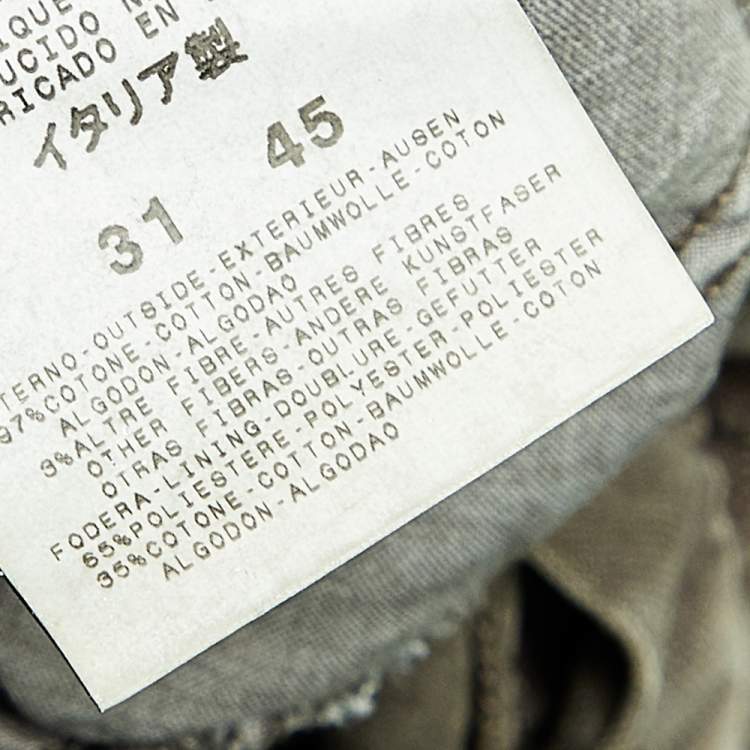 IQUE
UCIDO
RICADO EN
イタリア製
31 45
TERNO-OUTSIDE-EXTERIEUR-AUSEN
97%COTONE-COTTON-BAUMWOLLE-COTON
ALGODON-ALGODAO
3%ALTRE FIBRE-AUTRES FIBRES
OTHER FIBERS-ANDERE KUNSTFASER
OTRAS FIBRAS-OUTRAS FIBRAS
FODERA-LINING-DOUBLURE-GEFUTTER
65%POLIESTERE-POLYESTER-POLIESTER
35%COTONE-COTTON-BAUMWOLLE-COTON
ALGODON-ALGODAO